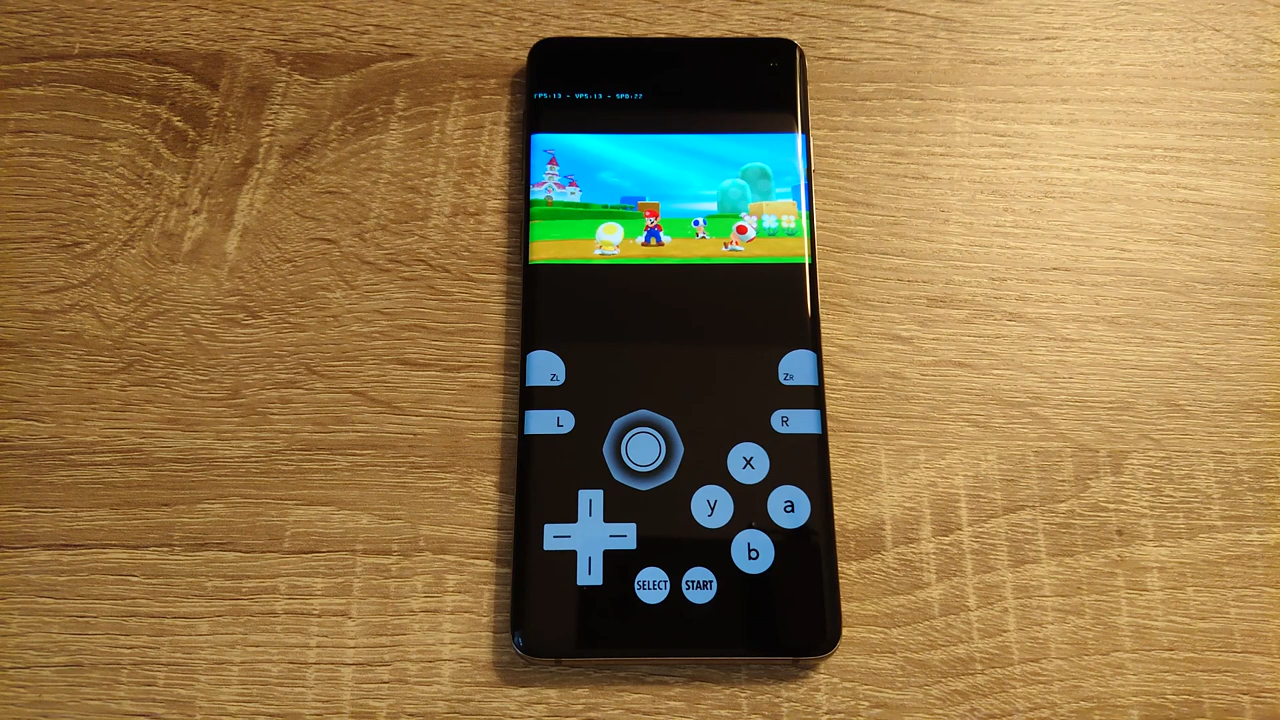 FPS:13 - VPS:13 - SPD:22
ZL ZR
L R
x
y a
b
SELECT START